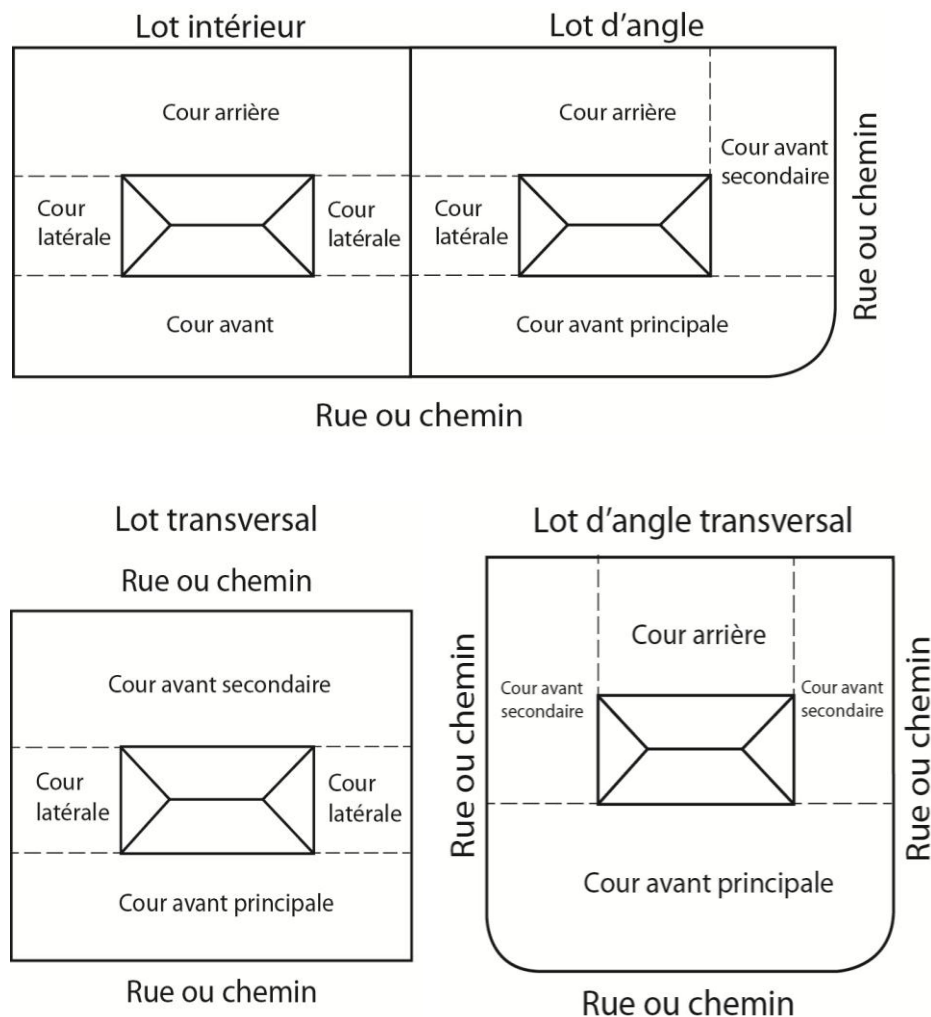 Lot intérieur
Lot d'angle
Cour arrière
Cour arrière
Cour avant
secondaire
Rue ou chemin
Cour
latérale
Cour
latérale
Cour
latérale
Cour avant
Cour avant principale
Rue ou chemin
Lot transversal
Lot d'angle transversal
Rue ou chemin
Cour avant secondaire
Cour
latérale
Cour
latérale
Cour avant principale
Rue ou chemin
Rue ou chemin
Cour arrière
Cour avant
secondaire
Cour avant
secondaire
Rue ou chemin
Cour avant principale
Rue ou chemin